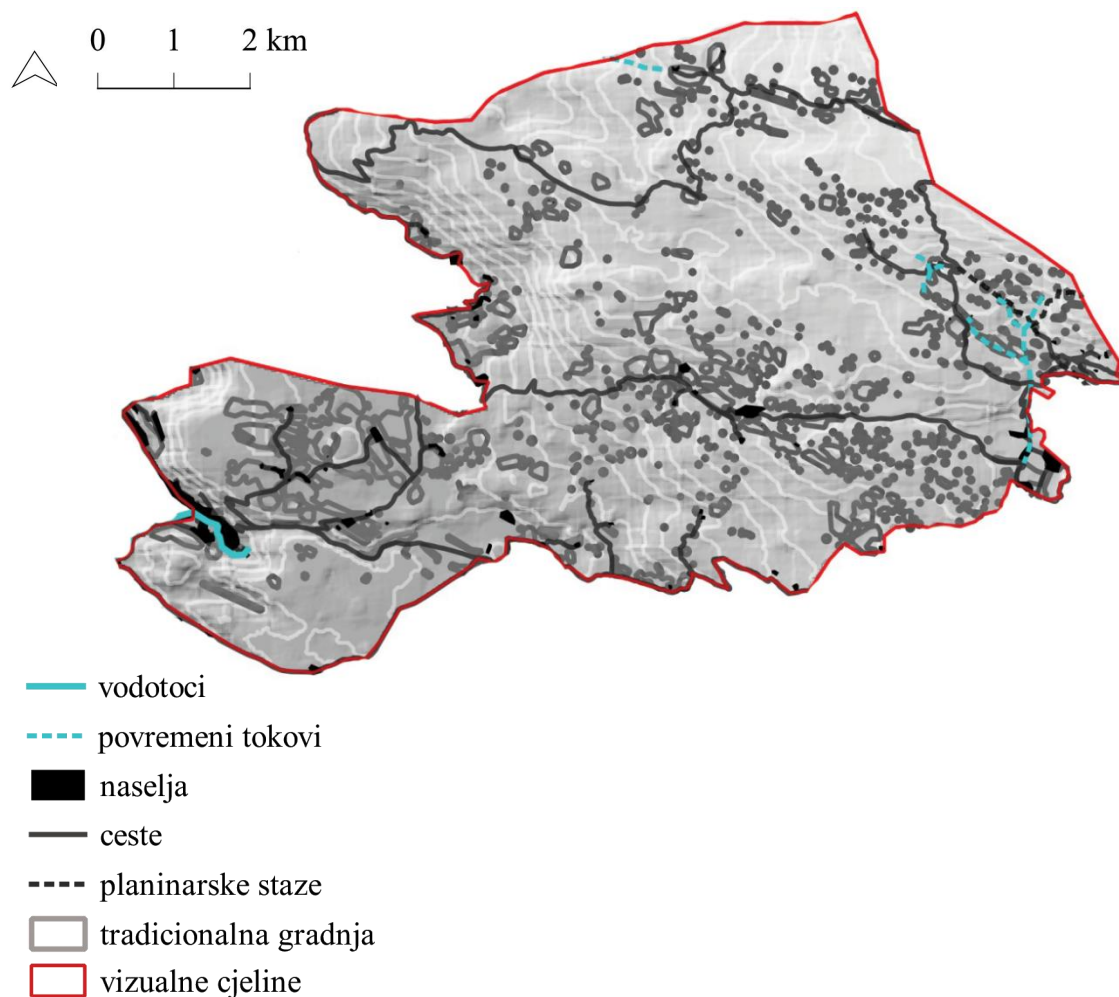 0 1 2 km
vodotoci
povremeni tokovi
naselja
ceste
planinarske staze
tradicionalna gradnja
vizualne cjeline